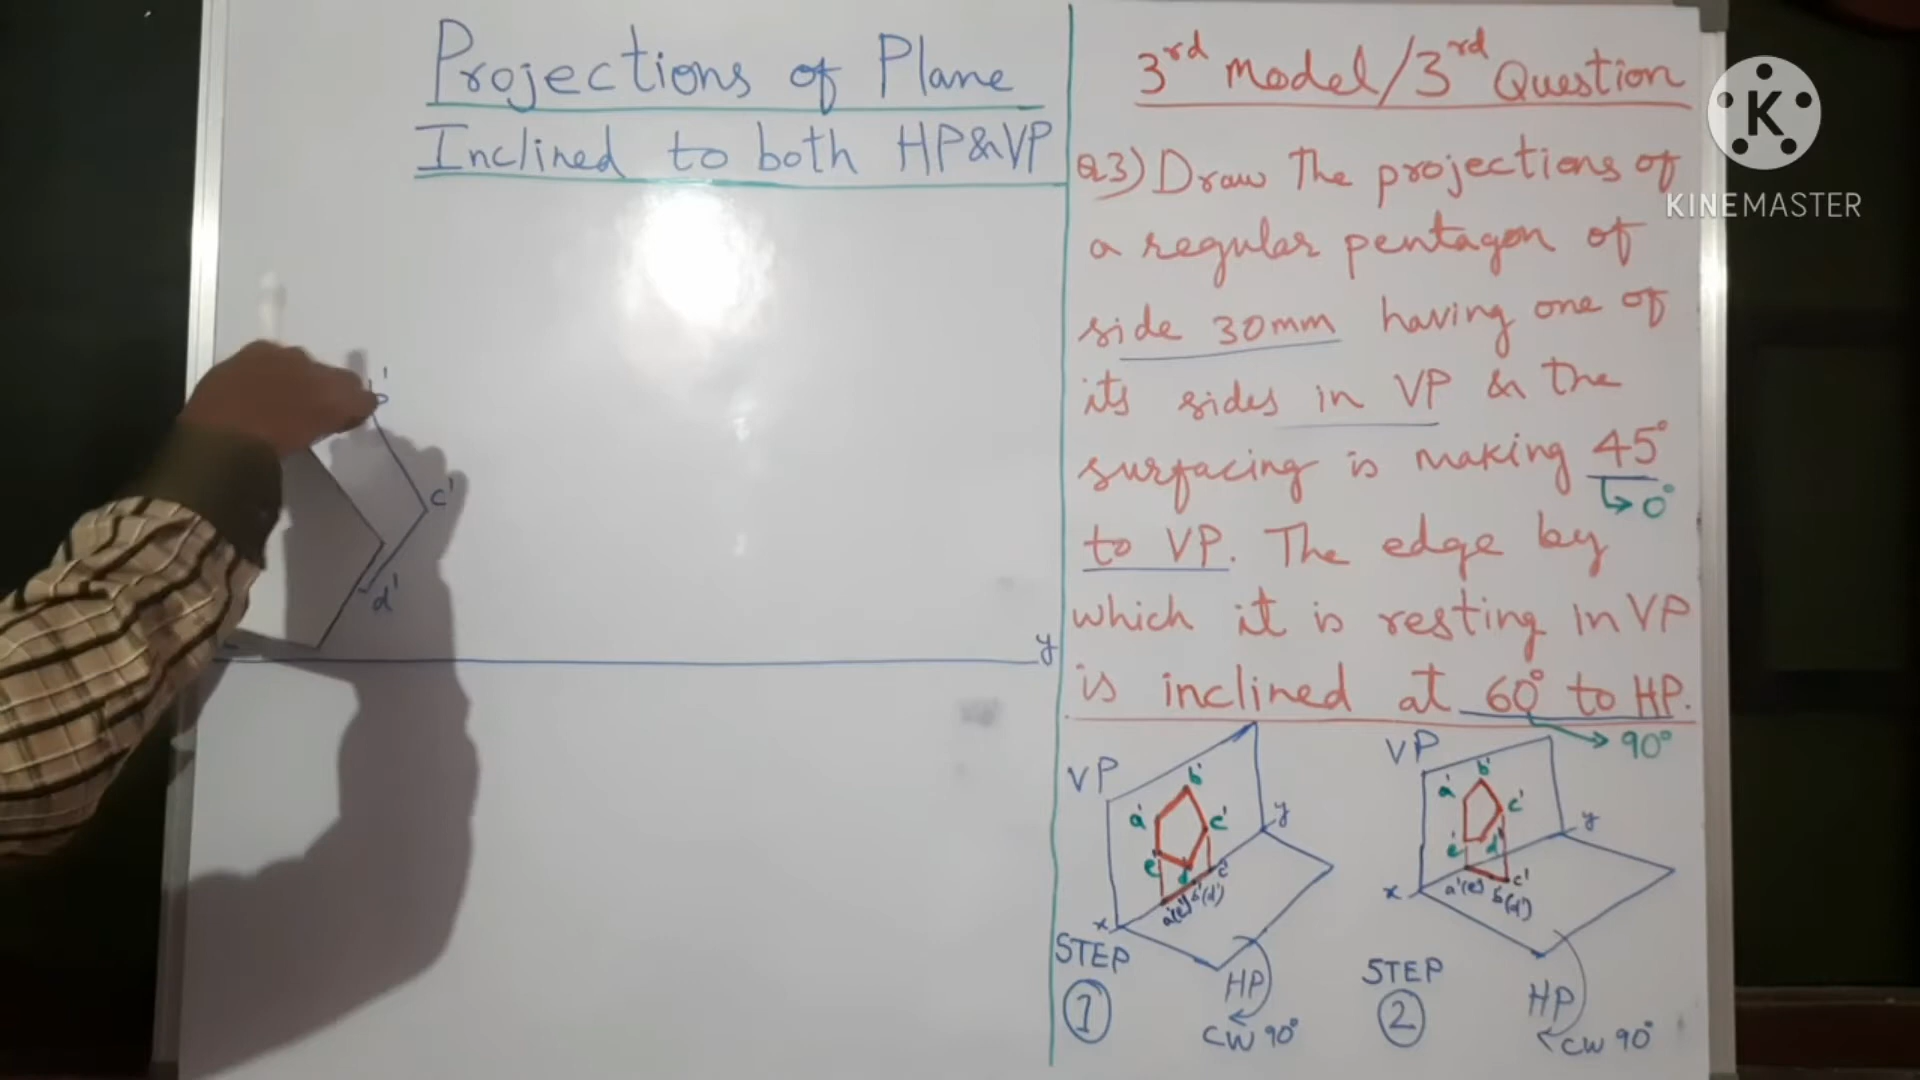 Projections of Plane
Inclined to both HP&VP
b'
c'
d'
y
3rd Model/3rd Question
Q3) Draw The projections of
a regular pentagon of
side 30mm having one of
its sides in VP & the
surfacing is making 45°
→ 0°
to VP. The edge by
which it is resting in VP
is inclined at 60° to HP.
→ 90°
VP
a'
b'
c'
e'
d'
c'
a'(e')
b'(d')
x
y
HP
CW 90°
STEP
1
VP
a'
b'
c'
e'
d'
a'(e')
b'(d')
c'
x
y
HP
CW 90°
STEP
2
K
KINEMASTER